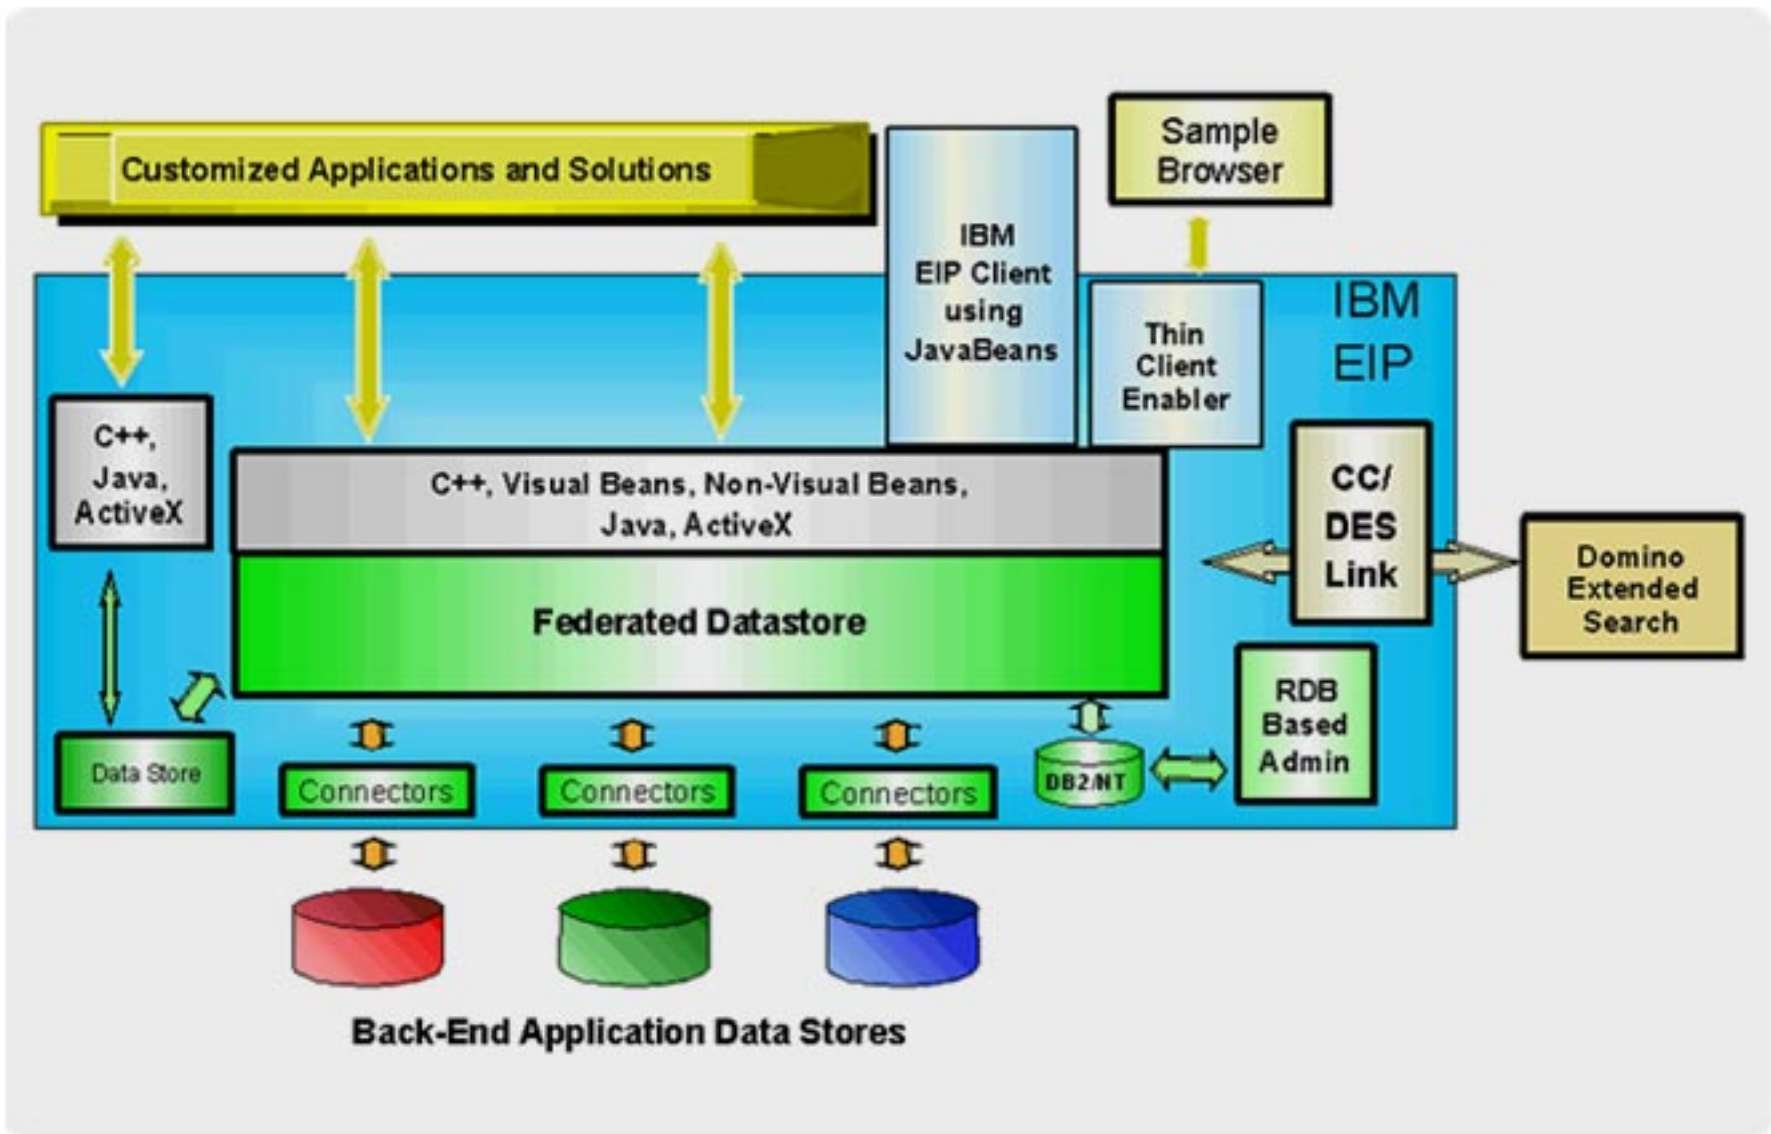 Customized Applications and Solutions
IBM
EIP Client
using
JavaBeans
Sample
Browser
Thin
Client
Enabler
IBM
EIP
C++,
Java,
ActiveX
C++, Visual Beans, Non-Visual Beans,
Java, ActiveX
CC/
DES
Link
Domino
Extended
Search
Federated Datastore
RDB
Based
Admin
Data Store
Connectors
Connectors
Connectors
DB2/NT
Back-End Application Data Stores